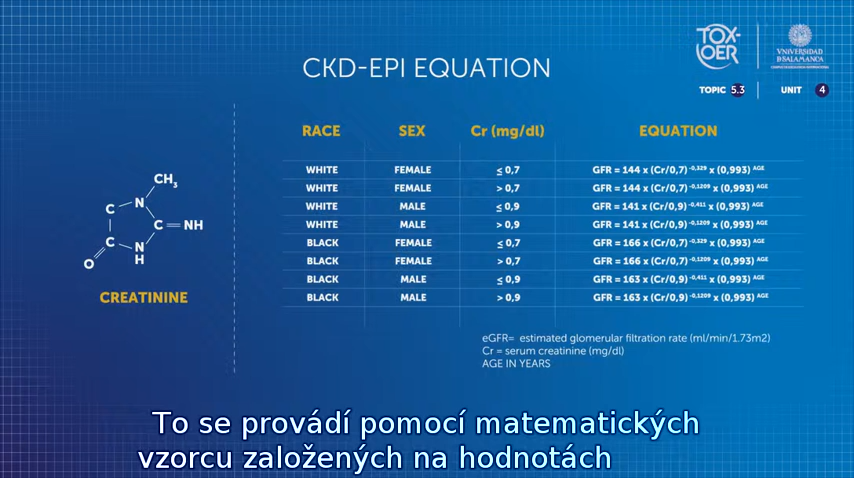 TOX-
OER
VNIVERSIDAD
D SALAMANCA
TOPIC 5.3 UNIT 4
CKD-EPI EQUATION
RACE SEX Cr (mg/dl) EQUATION
WHITE FEMALE ≤ 0,7 GFR = 144 x (Cr/0,7) -0,329 x (0,993) AGE
WHITE FEMALE > 0,7 GFR = 144 x (Cr/0,7) -0,1209 x (0,993) AGE
WHITE MALE ≤ 0,9 GFR = 141 x (Cr/0,9) -0,411 x (0,993) AGE
WHITE MALE > 0,9 GFR = 141 x (Cr/0,9) -0,1209 x (0,993) AGE
BLACK FEMALE ≤ 0,7 GFR = 166 x (Cr/0,7) -0,329 x (0,993) AGE
BLACK FEMALE > 0,7 GFR = 166 x (Cr/0,7) -0,1209 x (0,993) AGE
BLACK MALE ≤ 0,9 GFR = 163 x (Cr/0,9) -0,411 x (0,993) AGE
BLACK MALE > 0,9 GFR = 163 x (Cr/0,9) -0,1209 x (0,993) AGE
CH3
C N
C NH
C N
H
O
CREATININE
eGFR= estimated glomerular filtration rate (ml/min/1.73m2)
Cr = serum creatinine (mg/dl)
AGE IN YEARS
To se provádí pomocí matematických
vzorcu založených na hodnotách